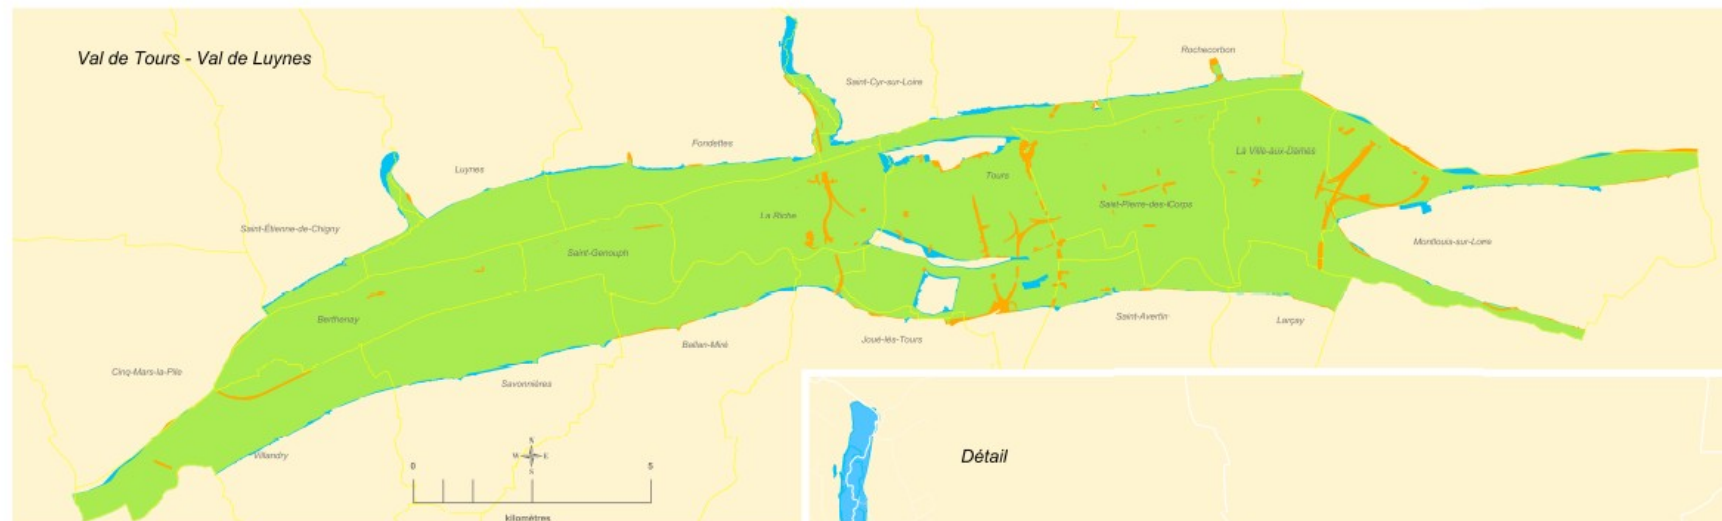 Val de Tours - Val de Luynes
Rochecorbon
Saint-Cyr-sur-Loire
Fondettes
Luynes
La Ville-aux-Dames
Tours
Saint-Pierre-des-Corps
La Riche
Saint-Étienne-de-Chigny
Montlouis-sur-Loire
Saint-Genouph
Berthenay
Saint-Avertin
Larçay
Joué-lés-Tours
Ballan-Miré
Cinq-Mars-la-Pile
Savonnières
Villandry
N
W E
S
0 5
kilomètres
Détail